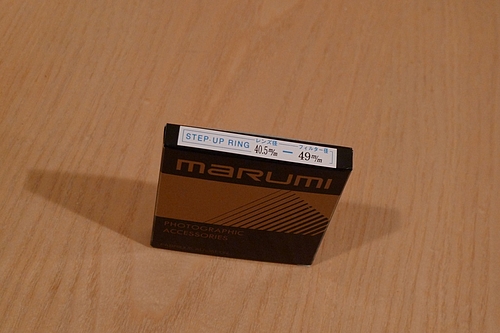 STEP-UP RING レンズ径 40.5m/m — フィルター径 49m/m
marumi
PHOTOGRAPHIC
ACCESSORIES